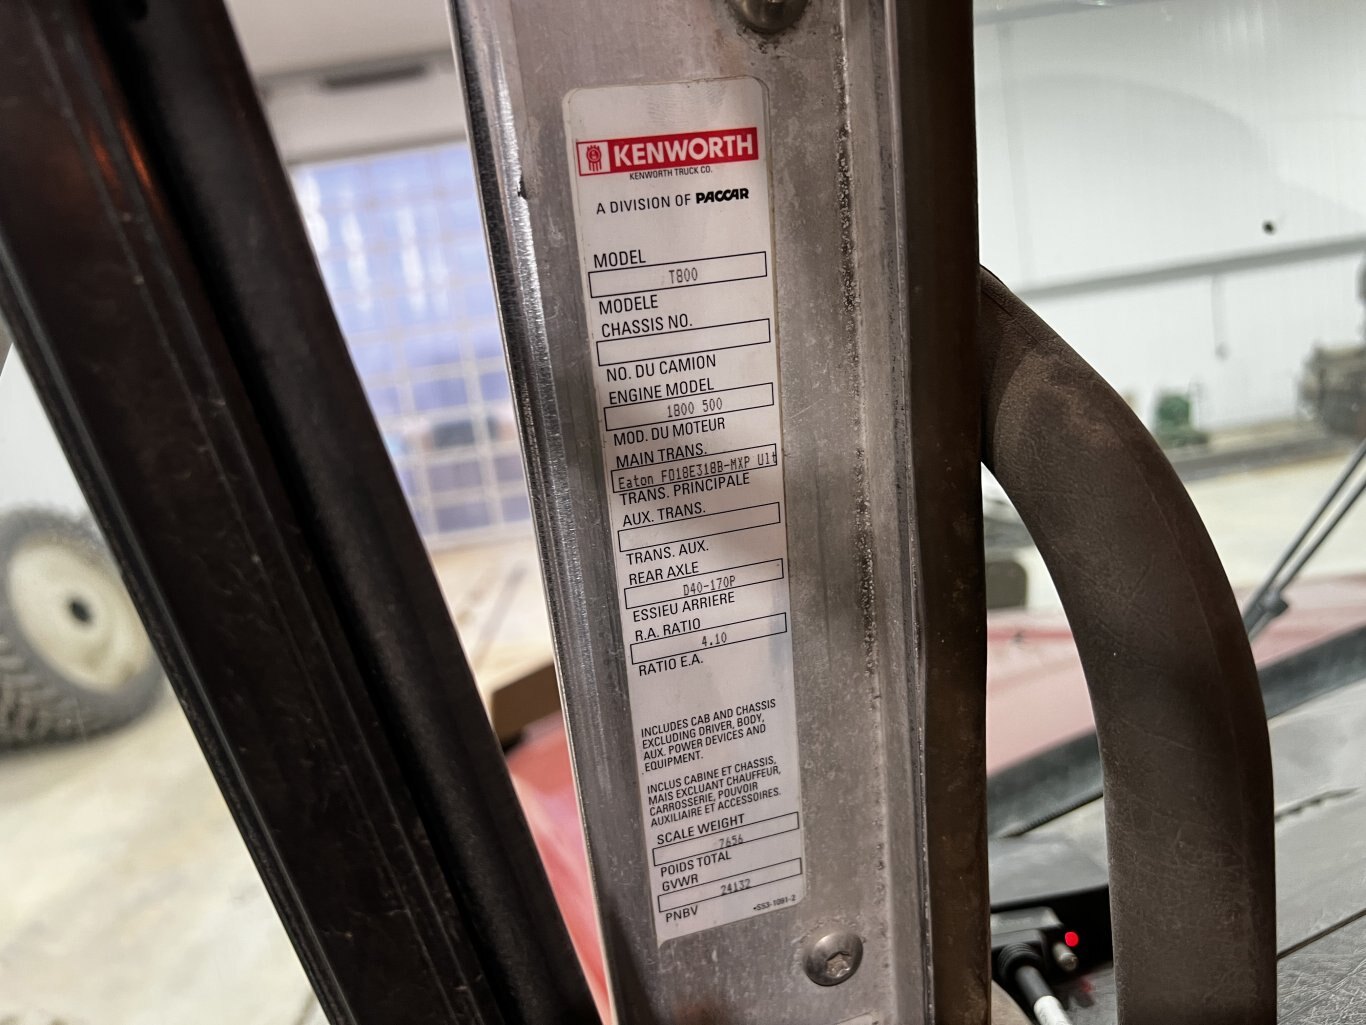 KENWORTH
KENWORTH TRUCK CO.
A DIVISION OF PACCAR
MODEL
T800
MODELE
CHASSIS NO.
NO. DU CAMION
ENGINE MODEL
1800 500
MOD. DU MOTEUR
MAIN TRANS.
Eaton FO18E318B-MXP Ult
TRANS. PRINCIPALE
AUX. TRANS.
TRANS. AUX.
REAR AXLE
D40-170P
ESSIEU ARRIERE
R.A. RATIO
4.10
RATIO E.A.
INCLUDES CAB AND CHASSIS
EXCLUDING DRIVER, BODY,
AUX. POWER DEVICES AND
EQUIPMENT.
INCLUS CABINE ET CHASSIS,
MAIS EXCLUANT CHAUFFEUR,
CARROSSERIE, POUVOIR
AUXILIAIRE ET ACCESSOIRES.
SCALE WEIGHT
7656
POIDS TOTAL
GVWR
24132
PNBV
*S53-1091-2